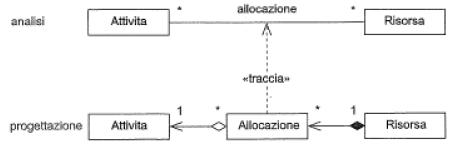 analisi Attivita * allocazione * Risorsa
«traccia»
progettazione Attivita 1 * Allocazione * 1 Risorsa